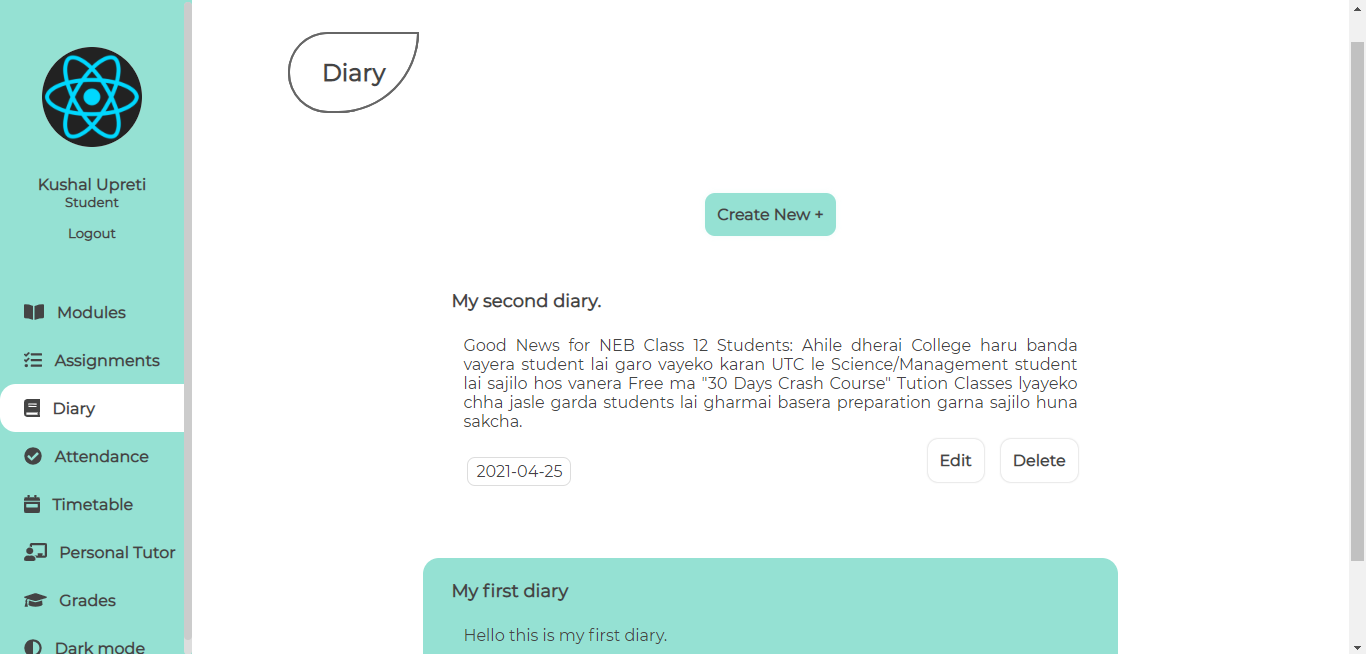 Kushal Upreti
Student
Logout
Modules
Assignments
Diary
Attendance
Timetable
Personal Tutor
Grades
Dark mode
Diary
Create New +
My second diary.
Good News for NEB Class 12 Students: Ahile dherai College haru banda
vayera student lai garo vayeko karan UTC le Science/Management student
lai sajilo hos vanera Free ma "30 Days Crash Course" Tution Classes lyayeko
chha jasle garda students lai gharmai basera preparation garna sajilo huna
sakcha.
2021-04-25
Edit
Delete
My first diary
Hello this is my first diary.